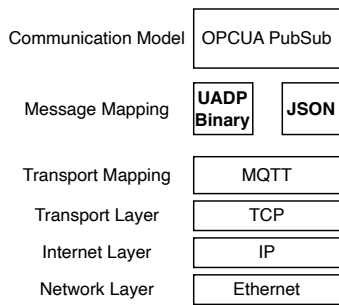 Communication Model OPCUA PubSub
Message Mapping UADP Binary JSON
Transport Mapping MQTT
Transport Layer TCP
Internet Layer IP
Network Layer Ethernet